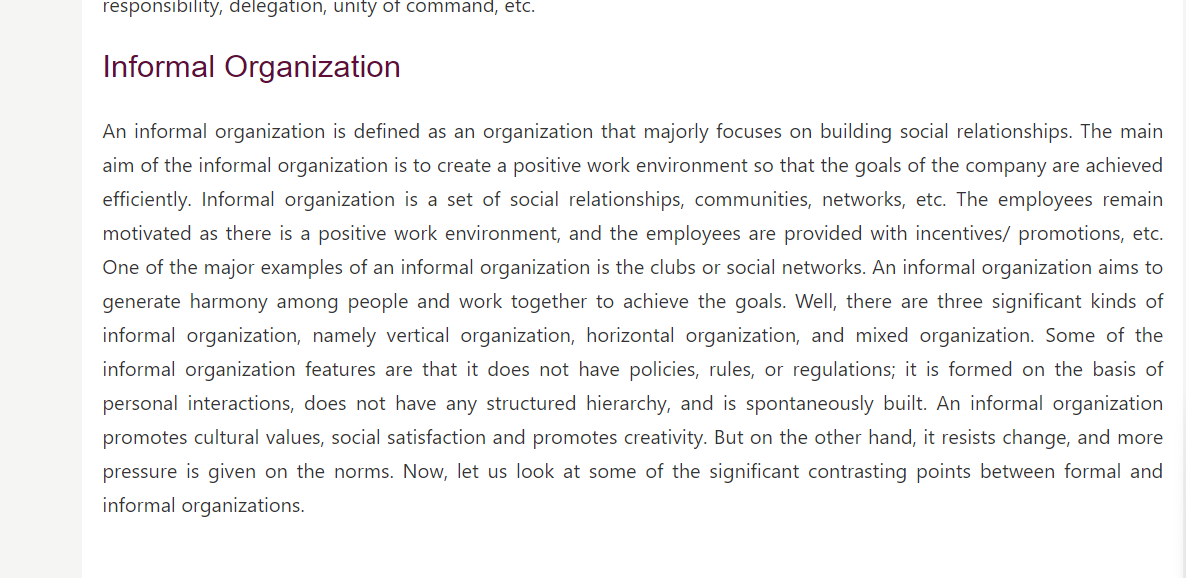 responsibility, delegation, unity of command, etc.
Informal Organization
An informal organization is defined as an organization that majorly focuses on building social relationships. The main
aim of the informal organization is to create a positive work environment so that the goals of the company are achieved
efficiently. Informal organization is a set of social relationships, communities, networks, etc. The employees remain
motivated as there is a positive work environment, and the employees are provided with incentives/ promotions, etc.
One of the major examples of an informal organization is the clubs or social networks. An informal organization aims to
generate harmony among people and work together to achieve the goals. Well, there are three significant kinds of
informal organization, namely vertical organization, horizontal organization, and mixed organization. Some of the
informal organization features are that it does not have policies, rules, or regulations; it is formed on the basis of
personal interactions, does not have any structured hierarchy, and is spontaneously built. An informal organization
promotes cultural values, social satisfaction and promotes creativity. But on the other hand, it resists change, and more
pressure is given on the norms. Now, let us look at some of the significant contrasting points between formal and
informal organizations.